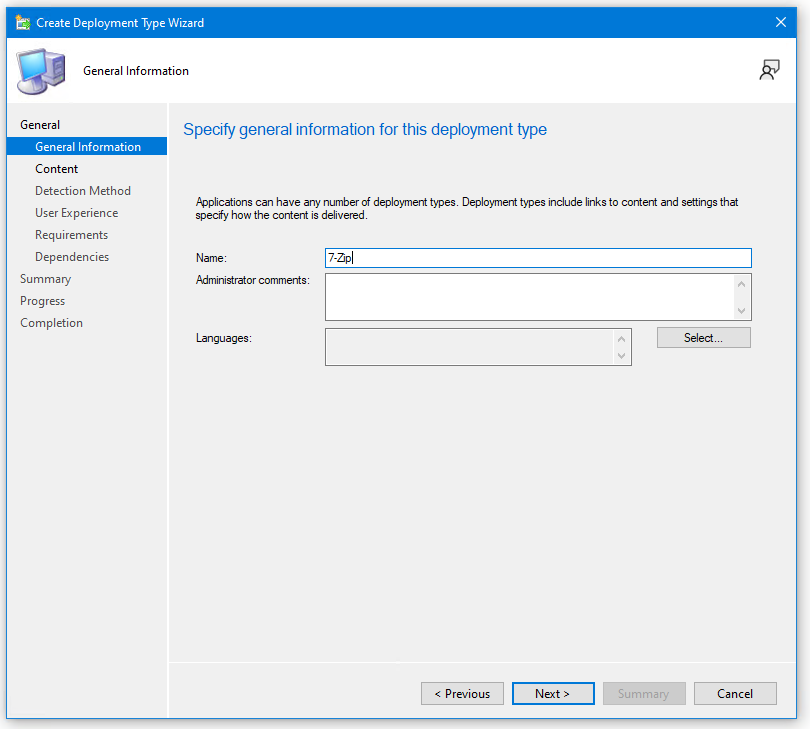 Create Deployment Type Wizard
General Information
General
General Information
Content
Detection Method
User Experience
Requirements
Dependencies
Summary
Progress
Completion
Specify general information for this deployment type
Applications can have any number of deployment types. Deployment types include links to content and settings that
specify how the content is delivered.
Name:
7-Zip
Administrator comments:
Languages:
Select...
< Previous
Next >
Summary
Cancel